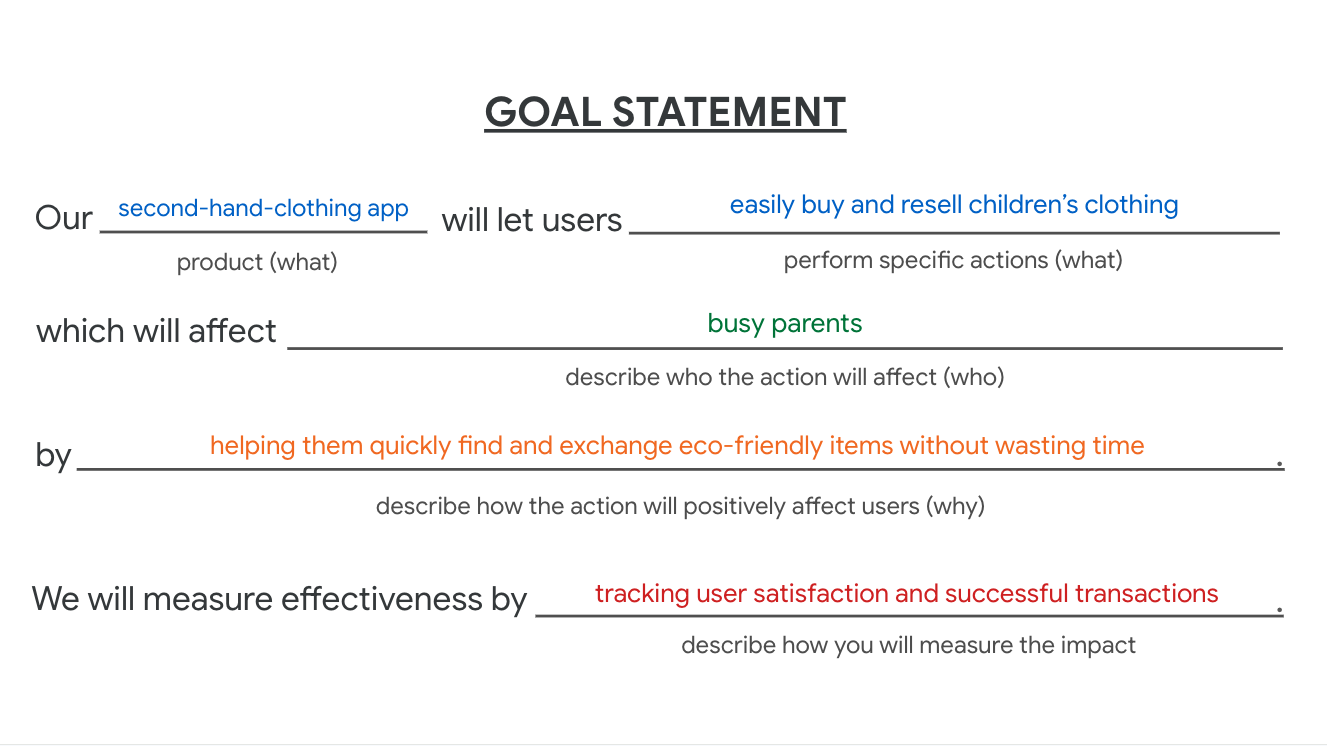 GOAL STATEMENT
Our second-hand-clothing app will let users easily buy and resell children’s clothing
product (what) perform specific actions (what)
which will affect busy parents
describe who the action will affect (who)
by helping them quickly find and exchange eco-friendly items without wasting time.
describe how the action will positively affect users (why)
We will measure effectiveness by tracking user satisfaction and successful transactions.
describe how you will measure the impact